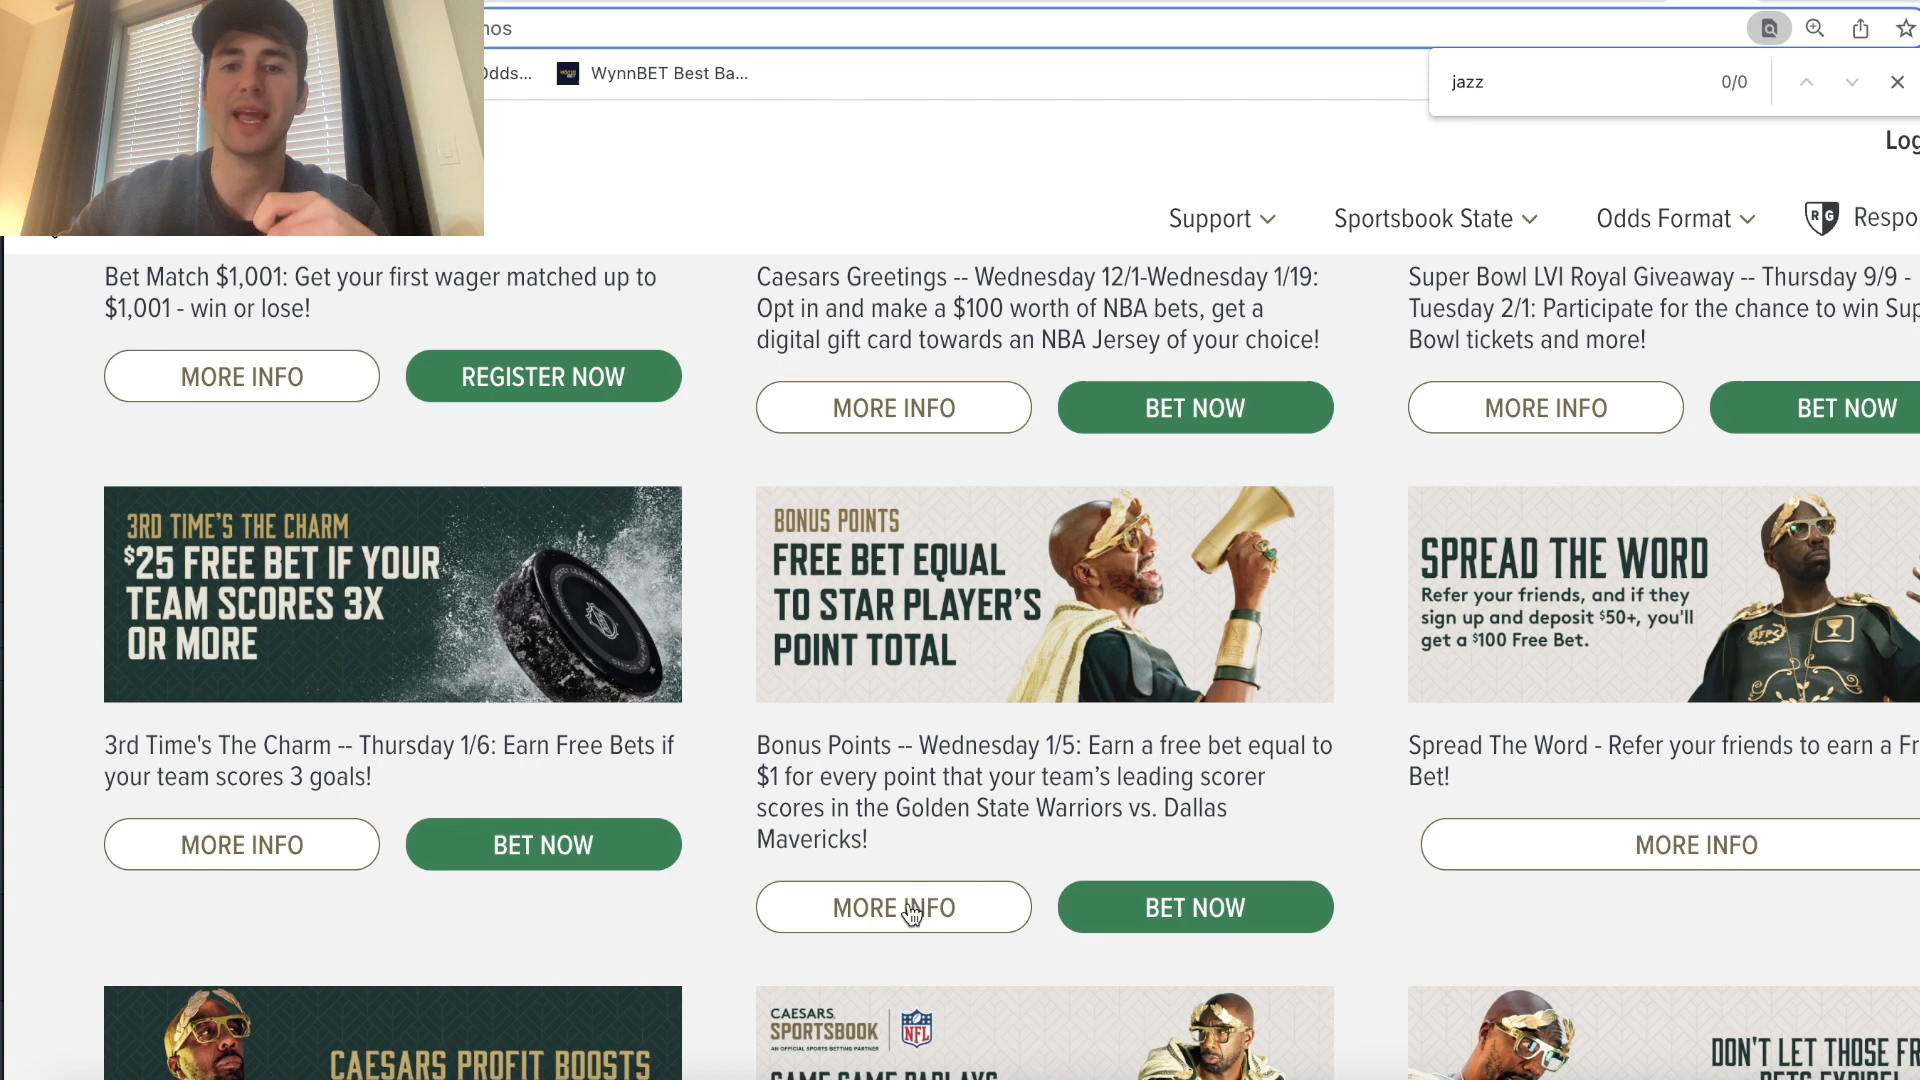 nos
jazz
0/0
Odds...
WynnBET Best Ba...
Log
Support
Sportsbook State
Odds Format
RG
Respo
Bet Match $1,001: Get your first wager matched up to
$1,001 - win or lose!
MORE INFO
REGISTER NOW
Caesars Greetings -- Wednesday 12/1-Wednesday 1/19:
Opt in and make a $100 worth of NBA bets, get a
digital gift card towards an NBA Jersey of your choice!
MORE INFO
BET NOW
Super Bowl LVI Royal Giveaway -- Thursday 9/9 -
Tuesday 2/1: Participate for the chance to win Sup
Bowl tickets and more!
MORE INFO
BET NOW
3RD TIME'S THE CHARM
$25 FREE BET IF YOUR
TEAM SCORES 3X
OR MORE
3rd Time's The Charm -- Thursday 1/6: Earn Free Bets if
your team scores 3 goals!
MORE INFO
BET NOW
BONUS POINTS
FREE BET EQUAL
TO STAR PLAYER'S
POINT TOTAL
Bonus Points -- Wednesday 1/5: Earn a free bet equal to
$1 for every point that your team’s leading scorer
scores in the Golden State Warriors vs. Dallas
Mavericks!
MORE INFO
BET NOW
SPREAD THE WORD
Refer your friends, and if they
sign up and deposit $50+, you'll
get a $100 Free Bet.
Spread The Word - Refer your friends to earn a Fr
Bet!
MORE INFO
CAESARS PROFIT BOOSTS
CAESARS
SPORTSBOOK
AN OFFICIAL SPORTS BETTING PARTNER
NFL
SAME GAME PARLAYS
DON'T LET THOSE FR
BETS EXPIRE!